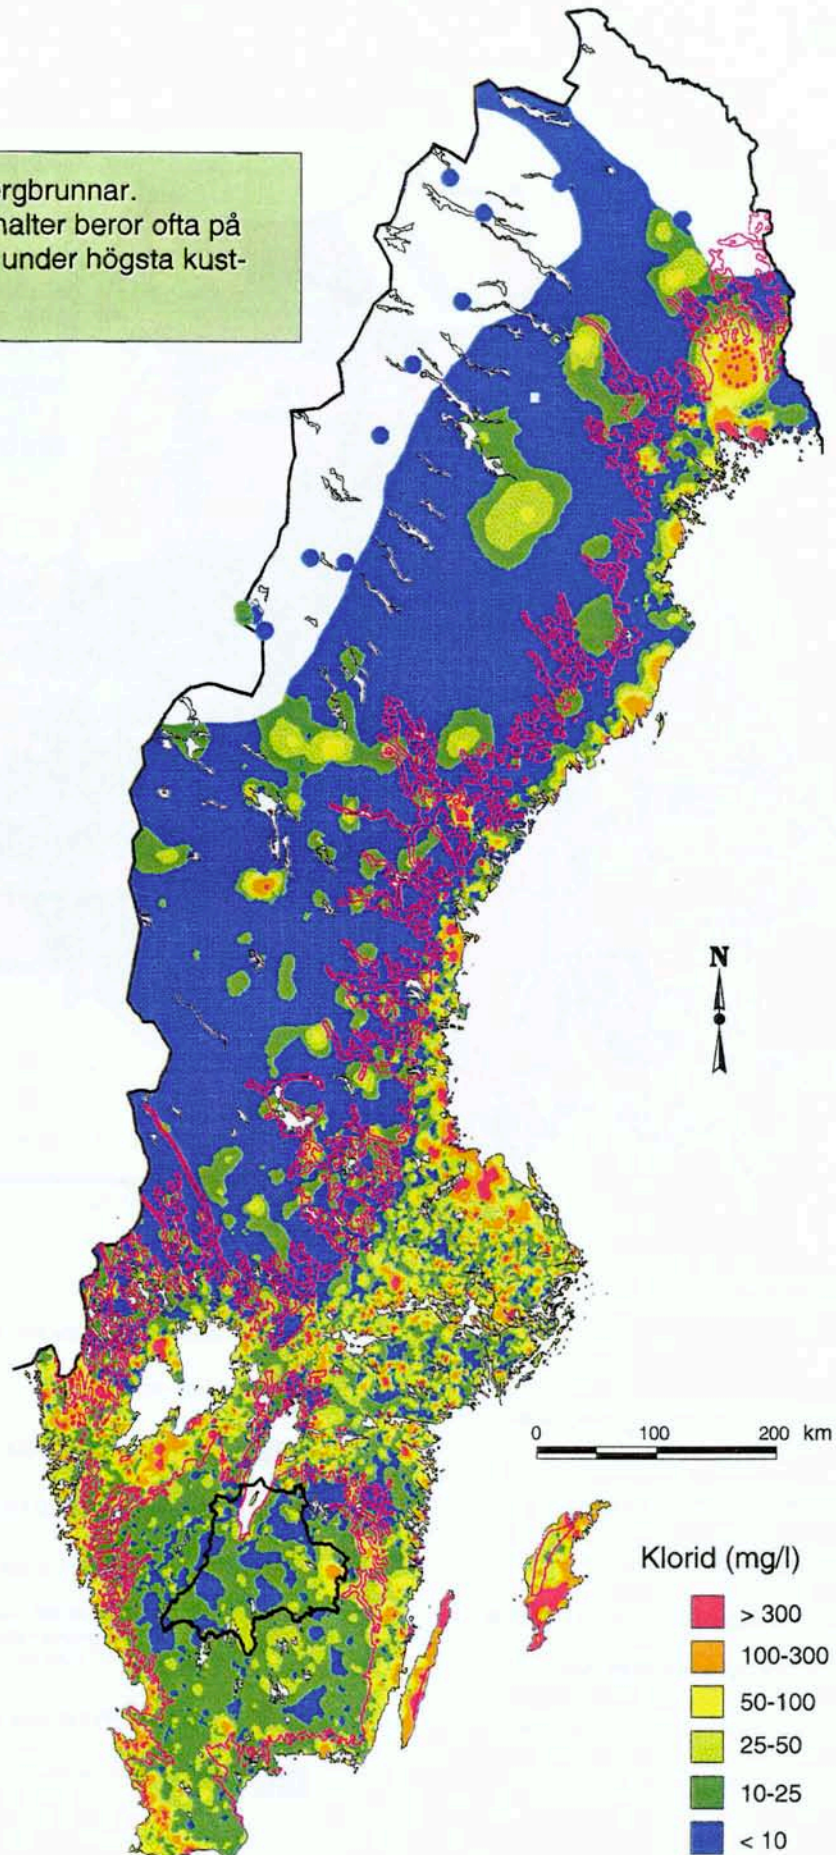 ergbrunnar.
halter beror ofta på
under högsta kust-
N
0 100 200 km
Klorid (mg/l)
> 300
100-300
50-100
25-50
10-25
< 10